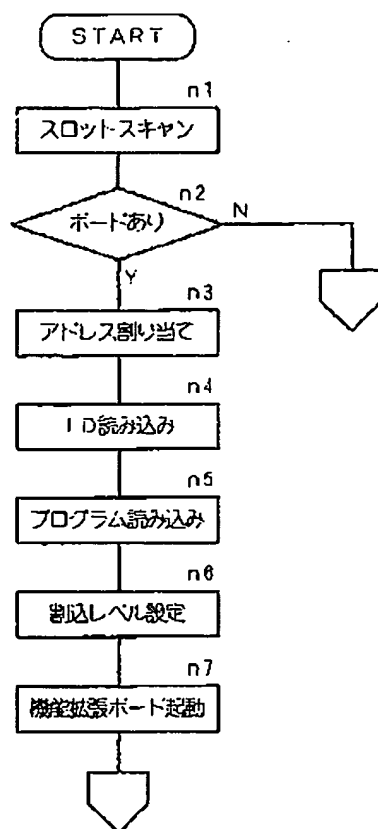 START
n1
スロットスキャン
n2
ボードあり
N
Y
n3
アドレス割り当て
n4
ID読み込み
n5
プログラム読み込み
n6
割込レベル設定
n7
機能拡張ボード起動